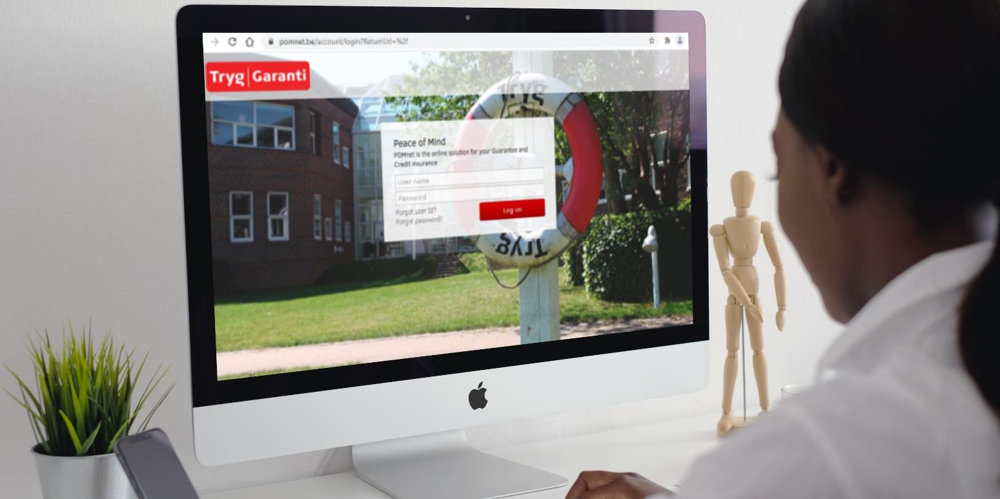 pomnet.be/account/login?ReturnUrl=%2f
Tryg Garanti
Tryg
Peace of Mind
POMnet is the online solution for your Guarantee and
Credit insurance
User name
Password
Forgot user Id?
Forgot password?
Log on
Tryg